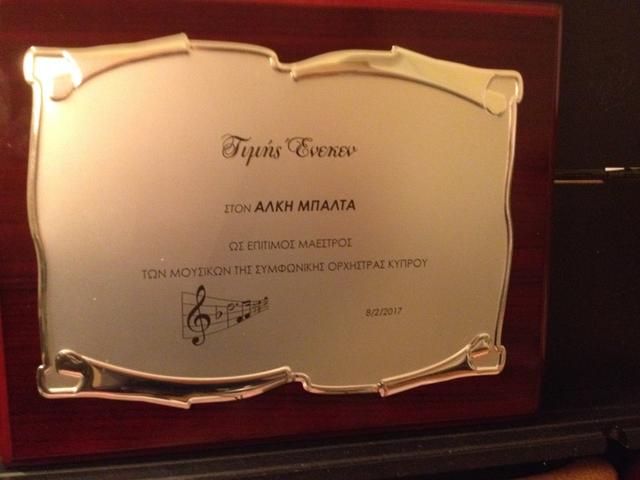 Τιμής Ένεκεν
ΣΤΟΝ ΑΛΚΗ ΜΠΑΛΤΑ
ΩΣ ΕΠΙΤΙΜΟΣ ΜΑΕΣΤΡΟΣ
ΤΩΝ ΜΟΥΣΙΚΩΝ ΤΗΣ ΣΥΜΦΩΝΙΚΗΣ ΟΡΧΗΣΤΡΑΣ ΚΥΠΡΟΥ
8/2/2017